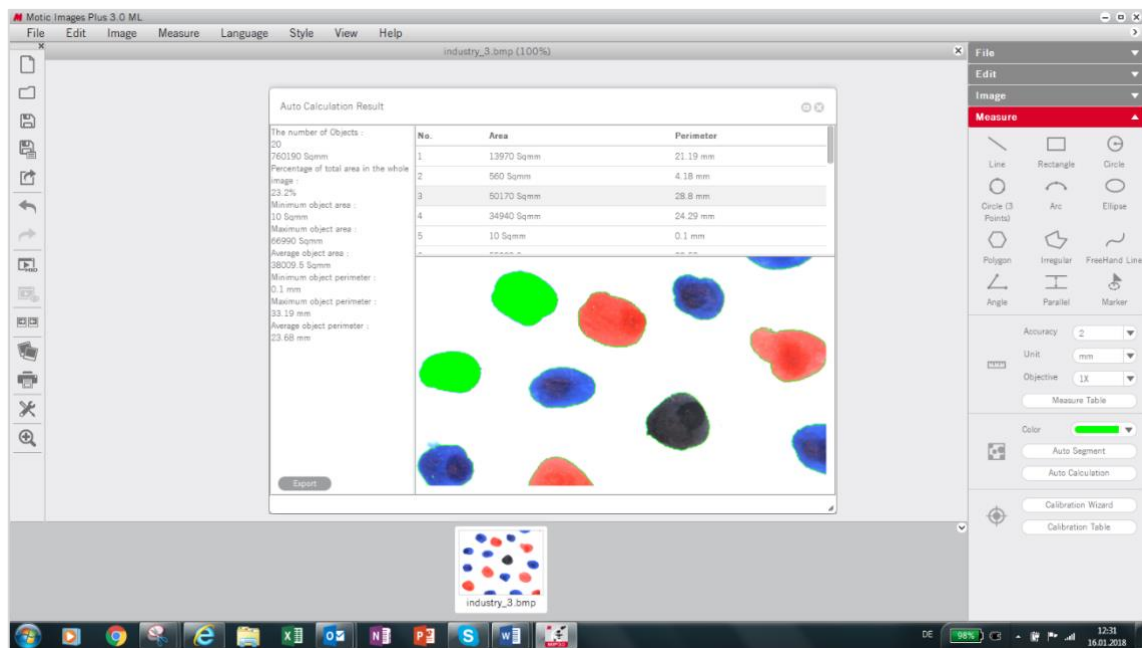 Motic Images Plus 3.0 ML
File Edit Image Measure Language Style View Help
industry_3.bmp (100%)
Auto Calculation Result
The number of Objects :
20
760190 Sqmm
Percentage of total area in the whole
image :
23.2%
Minimum object area :
10 Sqmm
Maximum object area :
66990 Sqmm
Average object area :
38009.5 Sqmm
Minimum object perimeter :
0.1 mm
Maximum object perimeter :
33.19 mm
Average object perimeter :
23.68 mm
Export
No. Area Perimeter
1 13970 Sqmm 21.19 mm
2 560 Sqmm 4.18 mm
3 50170 Sqmm 28.8 mm
4 34940 Sqmm 24.29 mm
5 10 Sqmm 0.1 mm
industry_3.bmp
File
Edit
Image
Measure
Line Rectangle Circle
Circle (3 Points) Arc Ellipse
Polygon Irregular FreeHand Line
Angle Parallel Marker
Accuracy 2
Unit mm
Objective 1X
Measure Table
Color
Auto Segment
Auto Calculation
Calibration Wizard
Calibration Table
DE 98% 12:31
16.01.2018